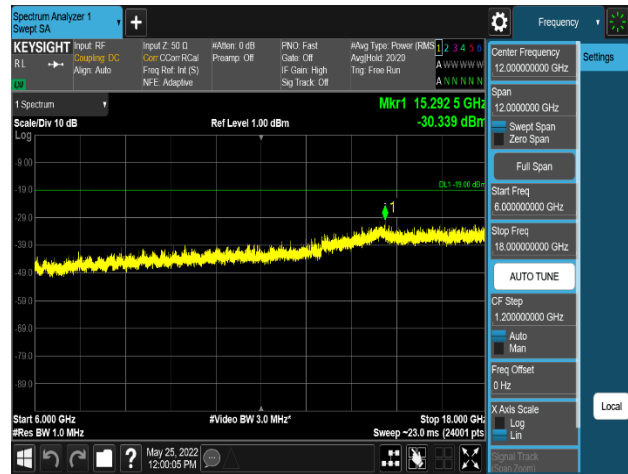 Spectrum Analyzer 1
Swept SA
Frequency
KEYSIGHT
RL
Input: RF
Coupling: DC
Align: Auto
Input Z: 50 Ω
Corr CCorr RCal
Freq Ref: Int (S)
NFE: Adaptive
#Atten: 0 dB
Preamp: Off
PNO: Fast
Gate: Off
IF Gain: High
Sig Track: Off
#Avg Type: Power (RMS
Avg|Hold: 20/20
Trig: Free Run
1 2 3 4 5 6
A W W W W W
A N N N N N
LXI
1 Spectrum
Scale/Div 10 dB
Ref Level 1.00 dBm
Mkr1 15.292 5 GHz
-30.339 dBm
Log
-9.00
-19.0
DL1 -19.00 dBm
1
-29.0
-39.0
-49.0
-59.0
-69.0
-79.0
-89.0
Start 6.000 GHz
#Video BW 3.0 MHz*
Stop 18.000 GHz
#Res BW 1.0 MHz
Sweep ~23.0 ms (24001 pts)
?
May 25, 2022
12:00:05 PM
Settings
Center Frequency
12.000000000 GHz
Span
12.0000000 GHz
Swept Span
Zero Span
Full Span
Start Freq
6.000000000 GHz
Stop Freq
18.000000000 GHz
AUTO TUNE
CF Step
1.200000000 GHz
Auto
Man
Freq Offset
0 Hz
X Axis Scale
Log
Lin
Signal Track
(Span Zoom)
Local